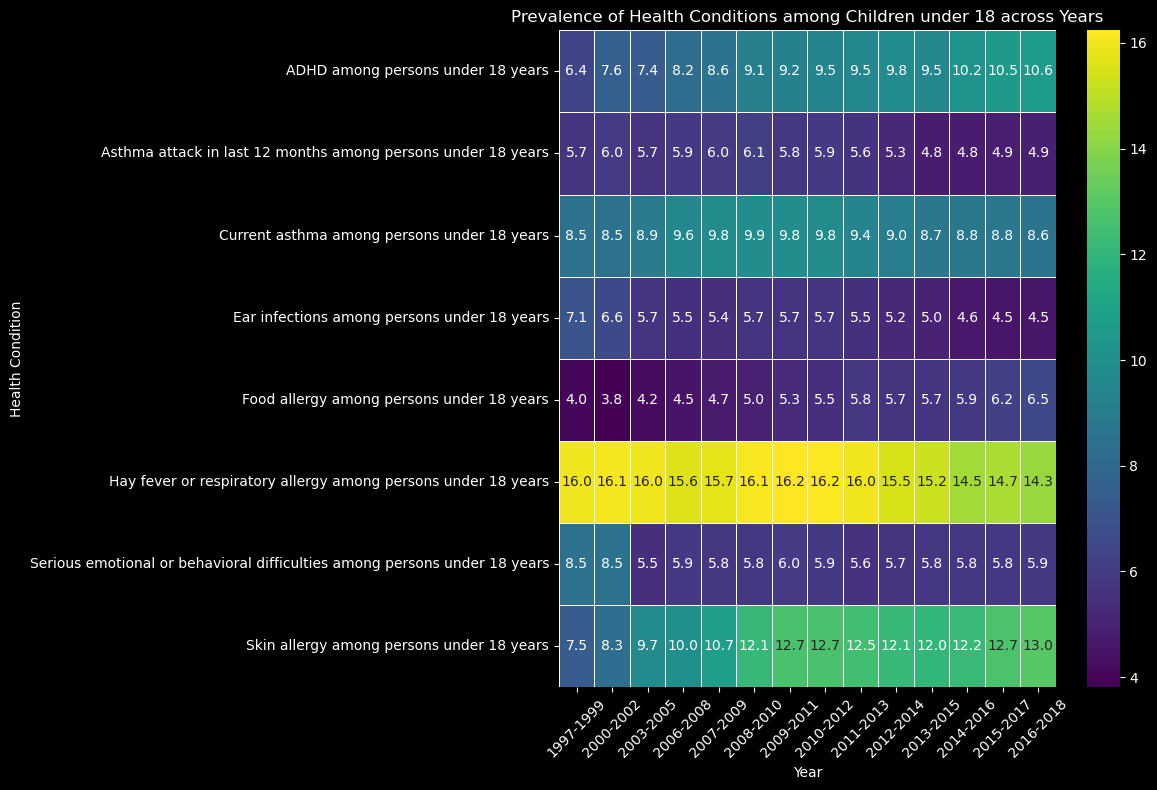 Prevalence of Health Conditions among Children under 18 across Years
Health Condition
ADHD among persons under 18 years 6.4 7.6 7.4 8.2 8.6 9.1 9.2 9.5 9.5 9.8 9.5 10.2 10.5 10.6
Asthma attack in last 12 months among persons under 18 years 5.7 6.0 5.7 5.9 6.0 6.1 5.8 5.9 5.6 5.3 4.8 4.8 4.9 4.9
Current asthma among persons under 18 years 8.5 8.5 8.9 9.6 9.8 9.9 9.8 9.8 9.4 9.0 8.7 8.8 8.8 8.6
Ear infections among persons under 18 years 7.1 6.6 5.7 5.5 5.4 5.7 5.7 5.7 5.5 5.2 5.0 4.6 4.5 4.5
Food allergy among persons under 18 years 4.0 3.8 4.2 4.5 4.7 5.0 5.3 5.5 5.8 5.7 5.7 5.9 6.2 6.5
Hay fever or respiratory allergy among persons under 18 years 16.0 16.1 16.0 15.6 15.7 16.1 16.2 16.2 16.0 15.5 15.2 14.5 14.7 14.3
Serious emotional or behavioral difficulties among persons under 18 years 8.5 8.5 5.5 5.9 5.8 5.8 6.0 5.9 5.6 5.7 5.8 5.8 5.8 5.9
Skin allergy among persons under 18 years 7.5 8.3 9.7 10.0 10.7 12.1 12.7 12.7 12.5 12.1 12.0 12.2 12.7 13.0
1997-1999 2000-2002 2003-2005 2006-2008 2007-2009 2008-2010 2009-2011 2010-2012 2011-2013 2012-2014 2013-2015 2014-2016 2015-2017 2016-2018
Year
16
14
12
10
8
6
4